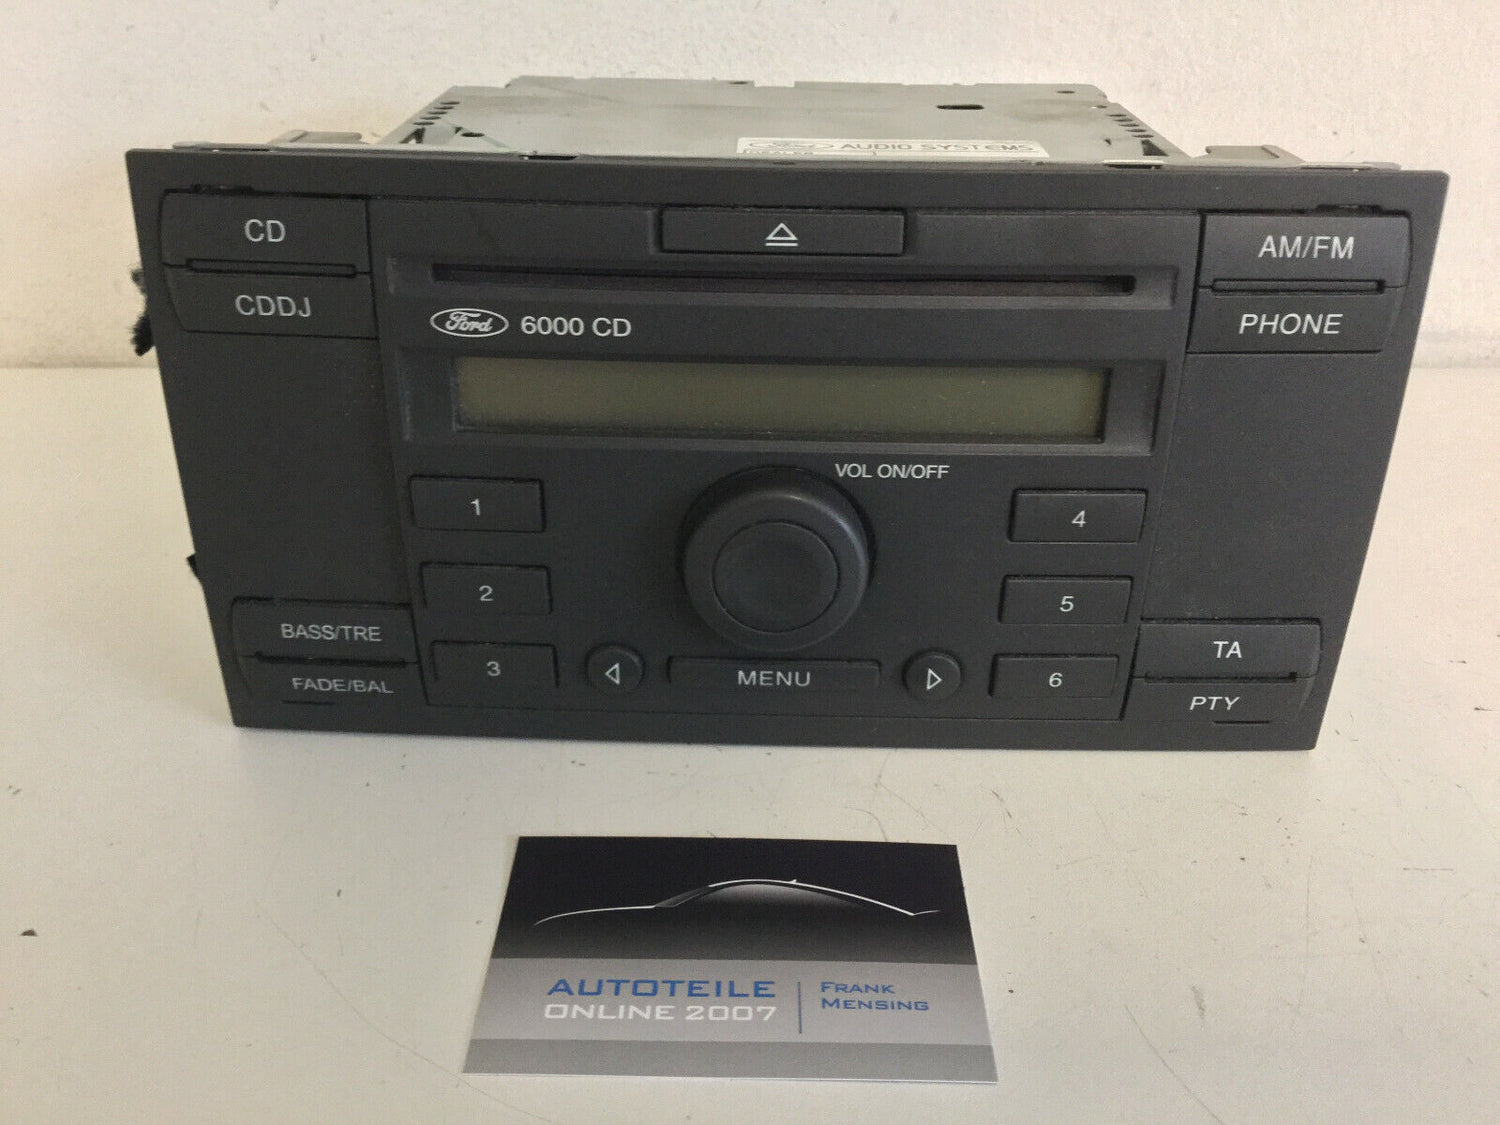 AUDIO SYSTEMS
CD
AM/FM
CDDJ
PHONE
Ford 6000 CD
VOL ON/OFF
1
4
2
5
BASS/TRE
TA
3
MENU
6
FADE/BAL
PTY
AUTOTEILE
ONLINE 2007
FRANK
MENSING